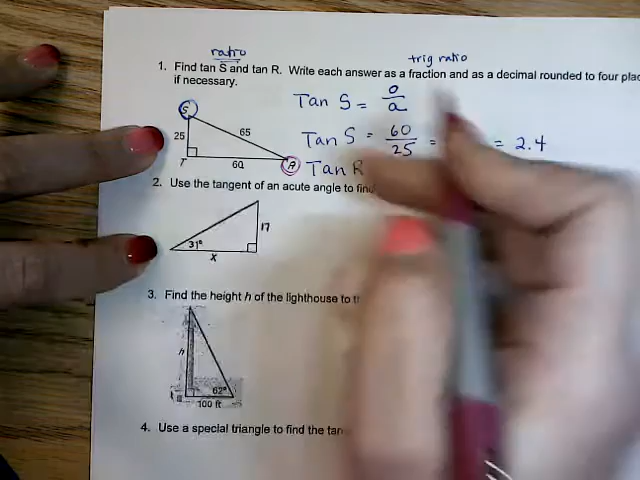 ratio
trig ratio
1. Find tan S and tan R. Write each answer as a fraction and as a decimal rounded to four
if necessary.
Tan S = o/a
S
25
65
T
60
R
Tan S = 60/25 = = 2.4
Tan R
2. Use the tangent of an acute angle to find
17
31°
x
3. Find the height h of the lighthouse to
h
62°
100 ft
4. Use a special triangle to find the